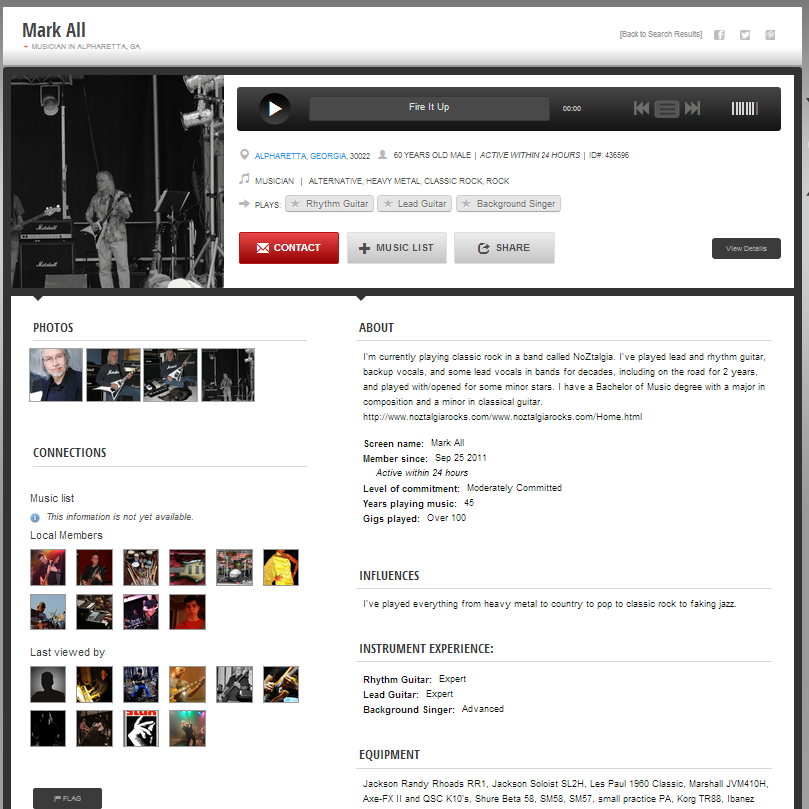 Mark All
MUSICIAN IN ALPHARETTA, GA
[Back to Search Results]
Fire It Up
00:00
ALPHARETTA, GEORGIA, 30022 60 YEARS OLD MALE | ACTIVE WITHIN 24 HOURS | ID#: 436596
MUSICIAN | ALTERNATIVE, HEAVY METAL, CLASSIC ROCK, ROCK
PLAYS: Rhythm Guitar Lead Guitar Background Singer
CONTACT MUSIC LIST SHARE View Details
Marshall
Marshall
PHOTOS
CONNECTIONS
Music list
This information is not yet available.
Local Members
Last viewed by
FLAG
ABOUT
I'm currently playing classic rock in a band called NoZtalgia. I've played lead and rhythm guitar,
backup vocals, and some lead vocals in bands for decades, including on the road for 2 years,
and played with/opened for some minor stars. I have a Bachelor of Music degree with a major in
composition and a minor in classical guitar.
http://www.noztalgiarocks.com/www.noztalgiarocks.com/Home.html
Screen name: Mark All
Member since: Sep 25 2011
Active within 24 hours
Level of commitment: Moderately Committed
Years playing music: 45
Gigs played: Over 100
INFLUENCES
I've played everything from heavy metal to country to pop to classic rock to faking jazz.
INSTRUMENT EXPERIENCE:
Rhythm Guitar: Expert
Lead Guitar: Expert
Background Singer: Advanced
EQUIPMENT
Jackson Randy Rhoads RR1, Jackson Soloist SL2H, Les Paul 1960 Classic, Marshall JVM410H,
Axe-FX II and QSC K10's, Shure Beta 58, SM58, SM57, small practice PA, Korg TR88, Ibanez